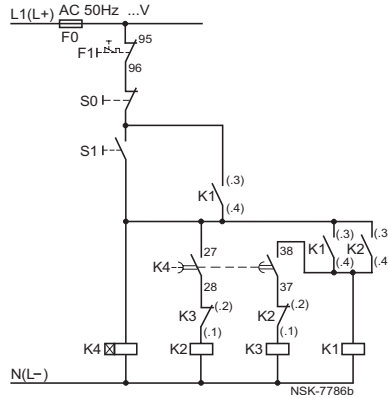 L1(L+) AC 50Hz ...V
F0
95
F1
96
S0
S1
K1 (.3)
(.4)
27
38
K1 (.3)
K2 (.3
(.4)
(.4
K4
28
37
K3 (.2)
K2 (.2)
(.1)
(.1)
K4
K2
K3
K1
N(L−)
NSK-7786b